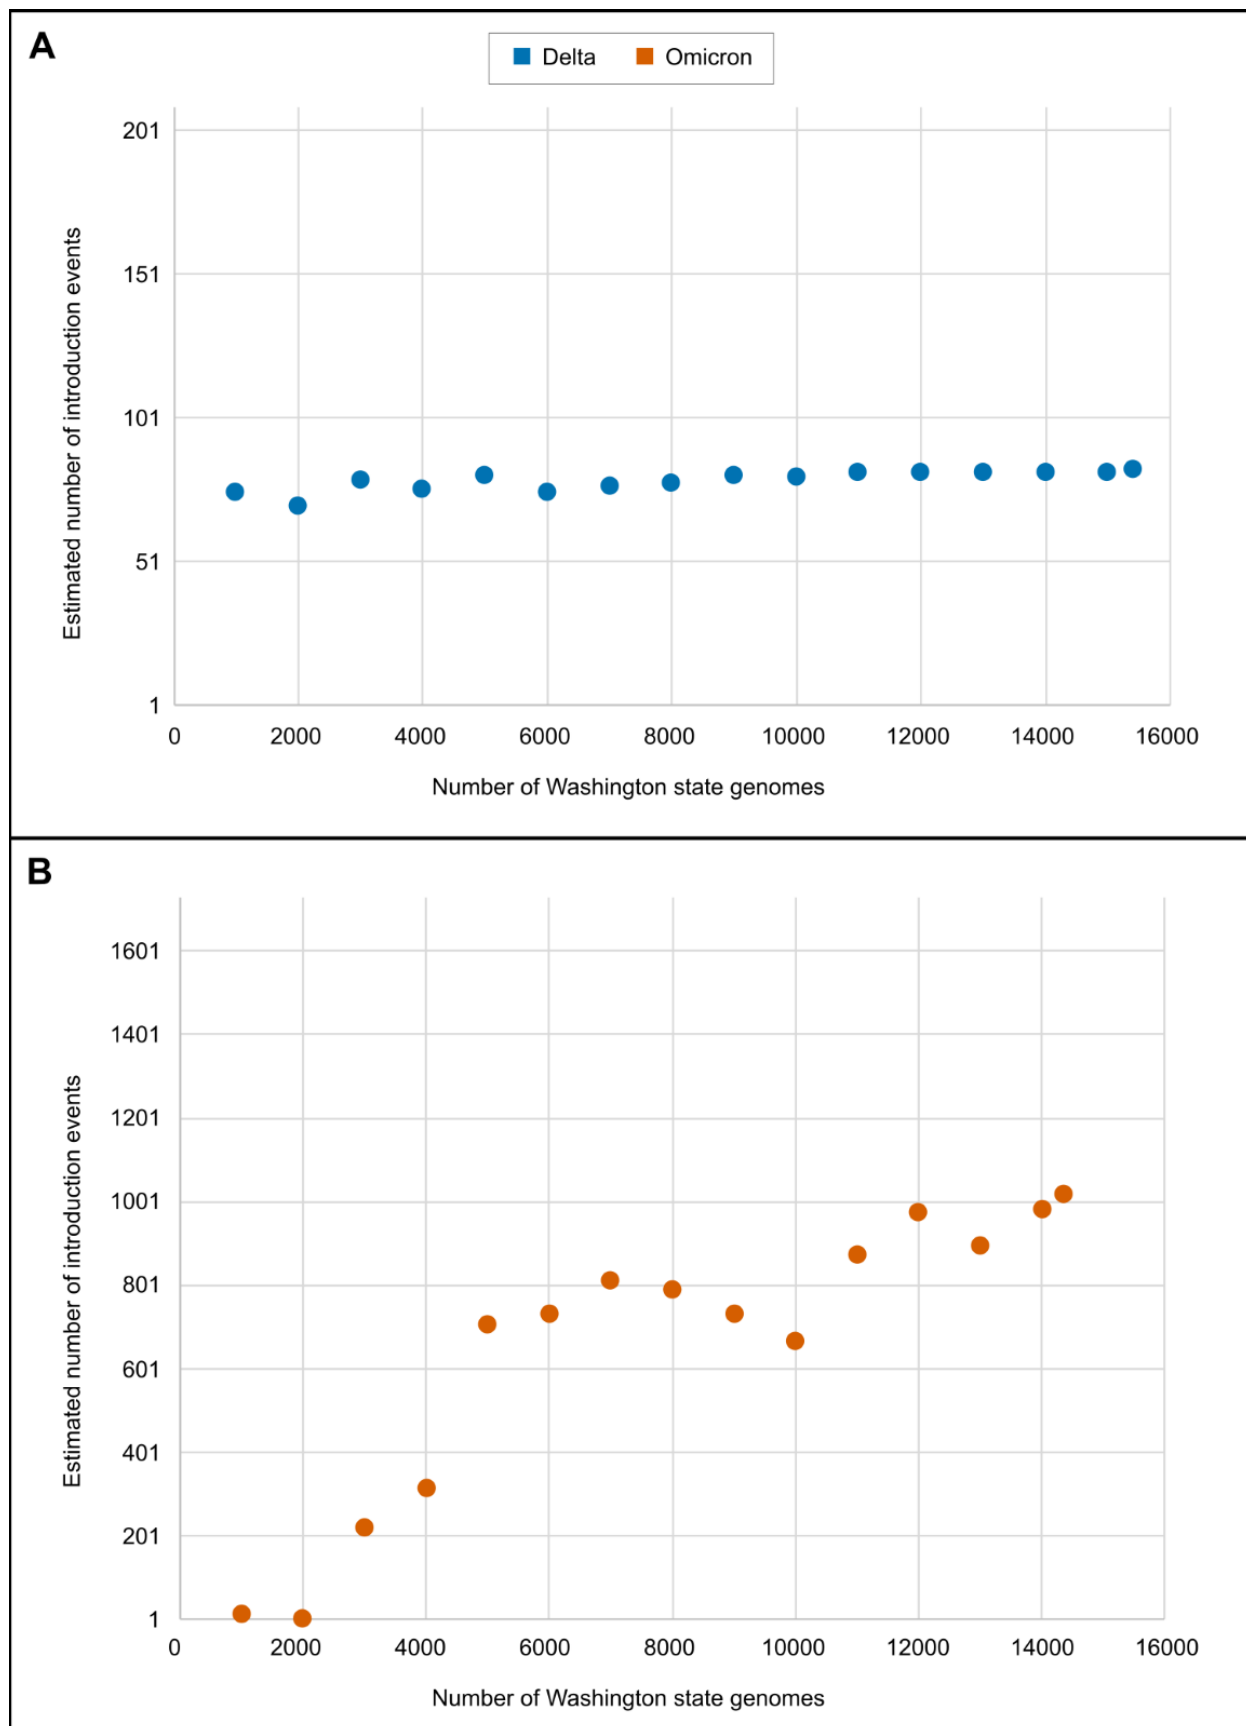 A
Delta Omicron
201
151
101
51
1
Estimated number of introduction events
0 2000 4000 6000 8000 10000 12000 14000 16000
Number of Washington state genomes
B
1601
1401
1201
1001
801
601
401
201
1
Estimated number of introduction events
0 2000 4000 6000 8000 10000 12000 14000 16000
Number of Washington state genomes